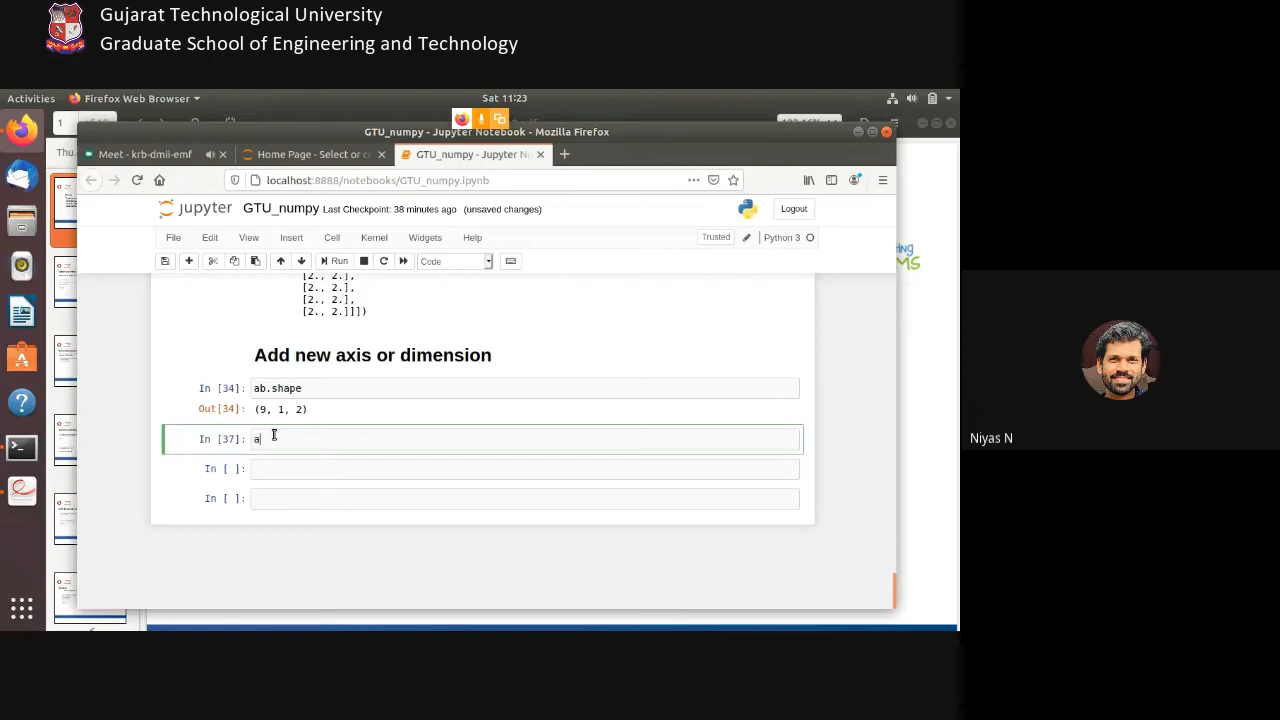 Gujarat Technological University
Graduate School of Engineering and Technology
Activities Firefox Web Browser Sat 11:23
1
GTU_numpy - Jupyter Notebook - Mozilla Firefox
Thu
Meet - krb-dmii-emf Home Page - Select or c GTU_numpy - Jupyter No
localhost:8888/notebooks/GTU_numpy.ipynb
jupyter GTU_numpy Last Checkpoint: 38 minutes ago (unsaved changes) Logout
File Edit View Insert Cell Kernel Widgets Help Trusted Python 3
Run Code
[2., 2.],
[2., 2.],
[2., 2.],
[2., 2.]]])
Add new axis or dimension
In [34]: ab.shape
Out[34]: (9, 1, 2)
In [37]: a
In [ ]:
In [ ]:
Niyas N